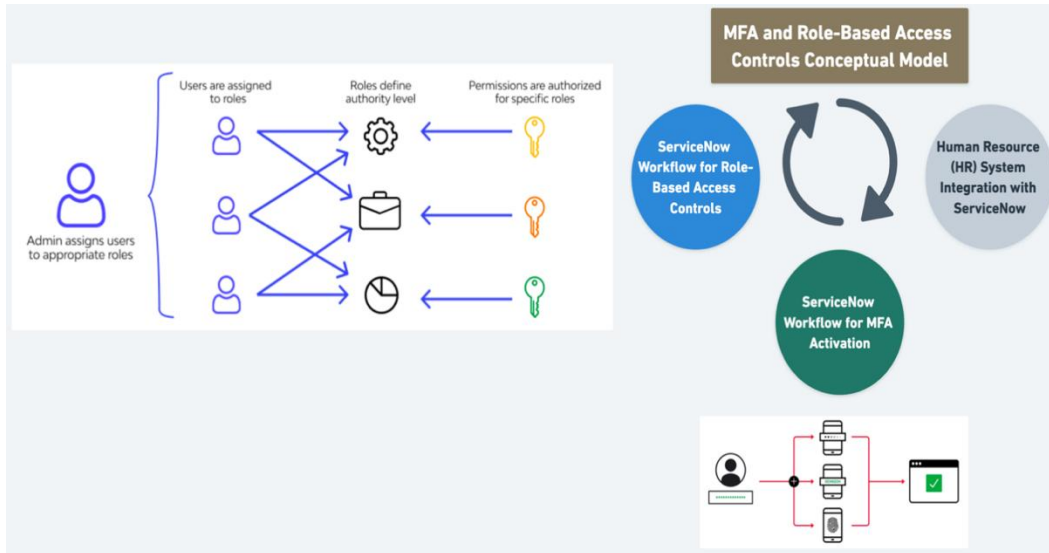 MFA and Role-Based Access
Controls Conceptual Model
Users are assigned
to roles
Roles define
authority level
Permissions are authorized
for specific roles
Admin assigns users
to appropriate roles
ServiceNow
Workflow for Role-
Based Access
Controls
Human Resource
(HR) System
Integration with
ServiceNow
ServiceNow
Workflow for MFA
Activation